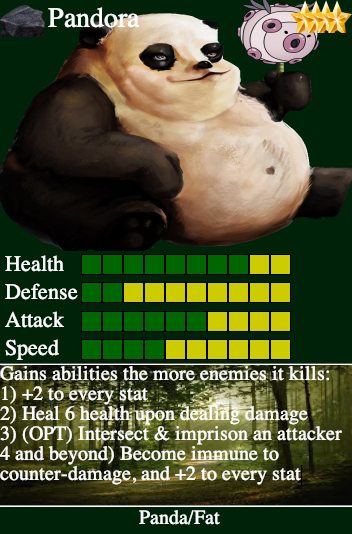 Pandora
Health
Defense
Attack
Speed
Gains abilities the more enemies it kills:
1) +2 to every stat
2) Heal 6 health upon dealing damage
3) (OPT) Intersect & imprison an attacker
4 and beyond) Become immune to
counter-damage, and +2 to every stat
Panda/Fat